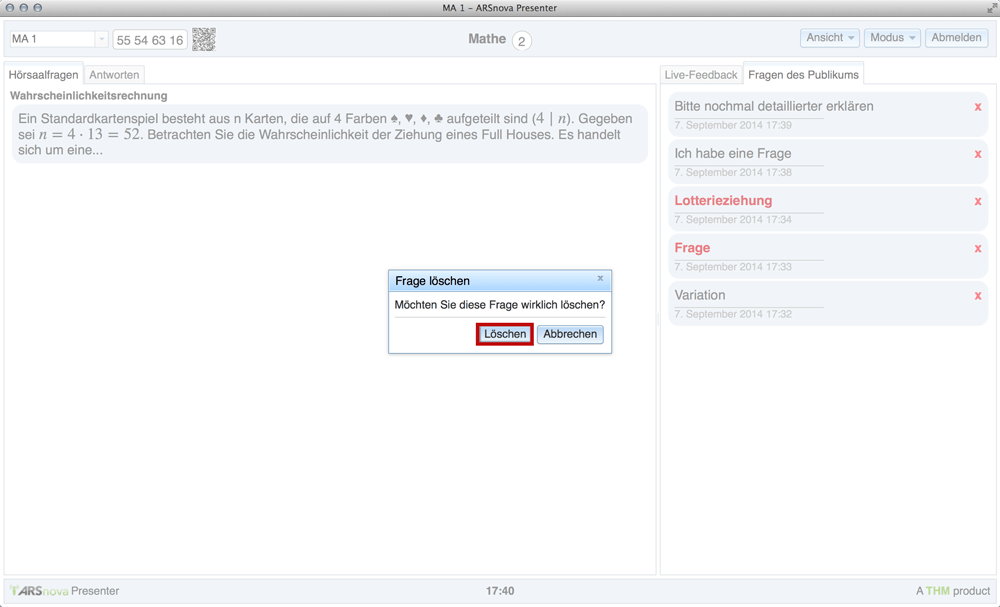 MA 1 – ARSnova Presenter
MA 1
55 54 63 16
Mathe 2
Ansicht
Modus
Abmelden
Hörsaalfragen
Antworten
Wahrscheinlichkeitsrechnung
Ein Standardkartenspiel besteht aus n Karten, die auf 4 Farben ♠, ♥, ♦, ♣ aufgeteilt sind (4 | n). Gegeben
sei n = 4 · 13 = 52. Betrachten Sie die Wahrscheinlichkeit der Ziehung eines Full Houses. Es handelt
sich um eine...
Live-Feedback
Fragen des Publikums
Bitte nochmal detaillierter erklären x
7. September 2014 17:39
Ich habe eine Frage x
7. September 2014 17:38
Lotterieziehung x
7. September 2014 17:34
Frage x
7. September 2014 17:33
Variation x
7. September 2014 17:32
Frage löschen x
Möchten Sie diese Frage wirklich löschen?
Löschen
Abbrechen
ARSnova Presenter
17:40
A THM product